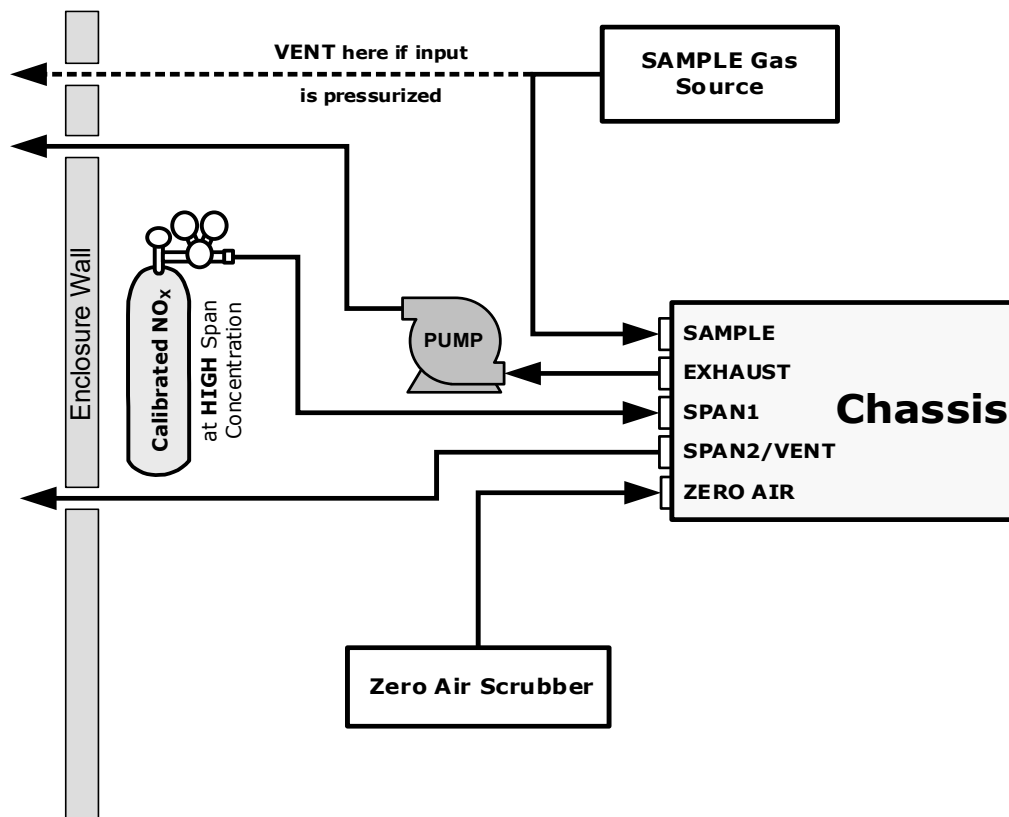 VENT here if input
is pressurized
SAMPLE Gas
Source
Enclosure Wall
Calibrated NOX
at HIGH Span
Concentration
PUMP
SAMPLE
EXHAUST
SPAN1
SPAN2/VENT
ZERO AIR
Chassis
Zero Air Scrubber